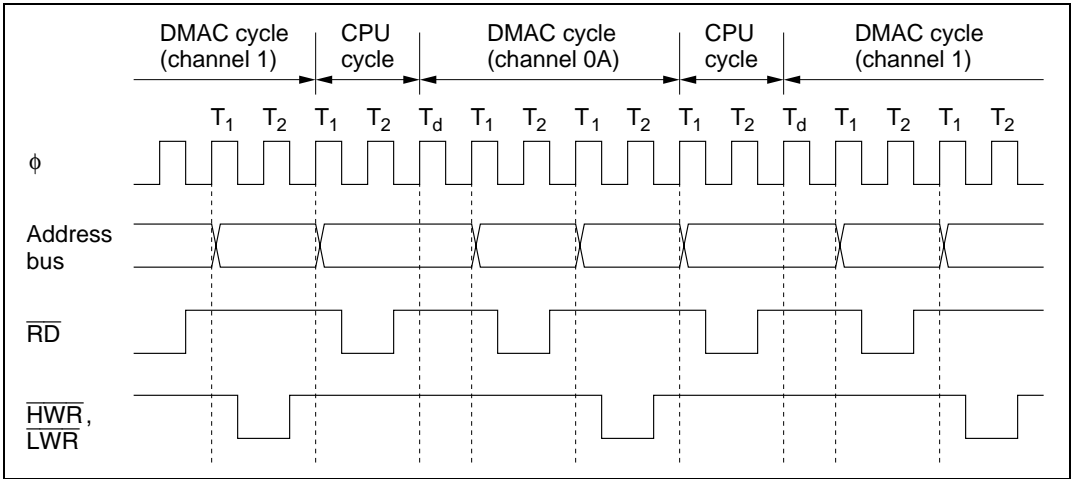 DMAC cycle (channel 1) CPU cycle DMAC cycle (channel 0A) CPU cycle DMAC cycle (channel 1)
T1 T2 T1 T2 Td T1 T2 T1 T2 T1 T2 Td T1 T2 T1 T2
φ
Address
bus
RD
HWR,
LWR